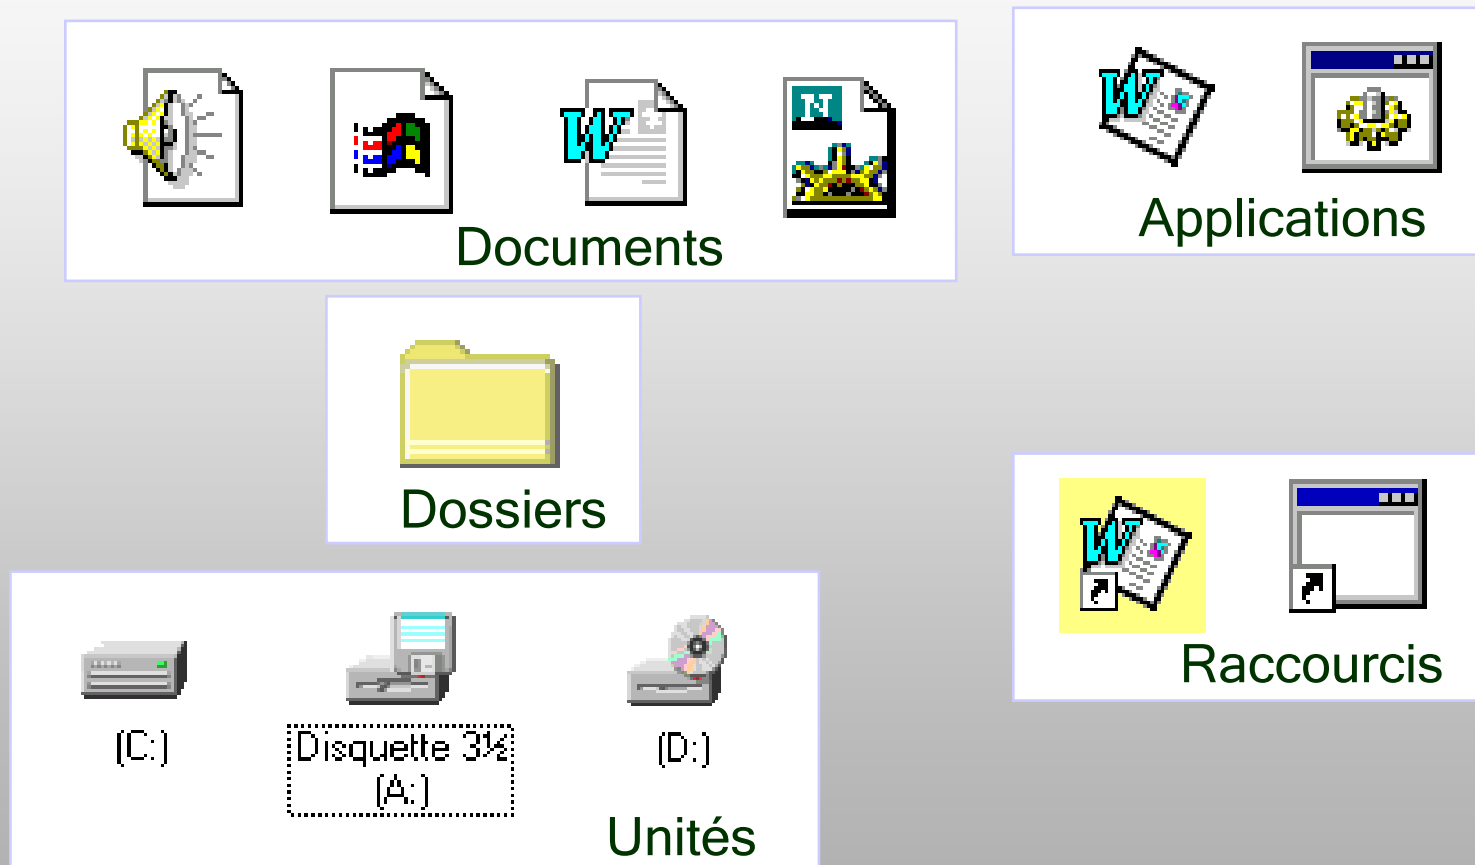 W
N
Documents
W
Applications
Dossiers
W
Raccourcis
(C:)
Disquette 3½
(A:)
(D:)
Unités